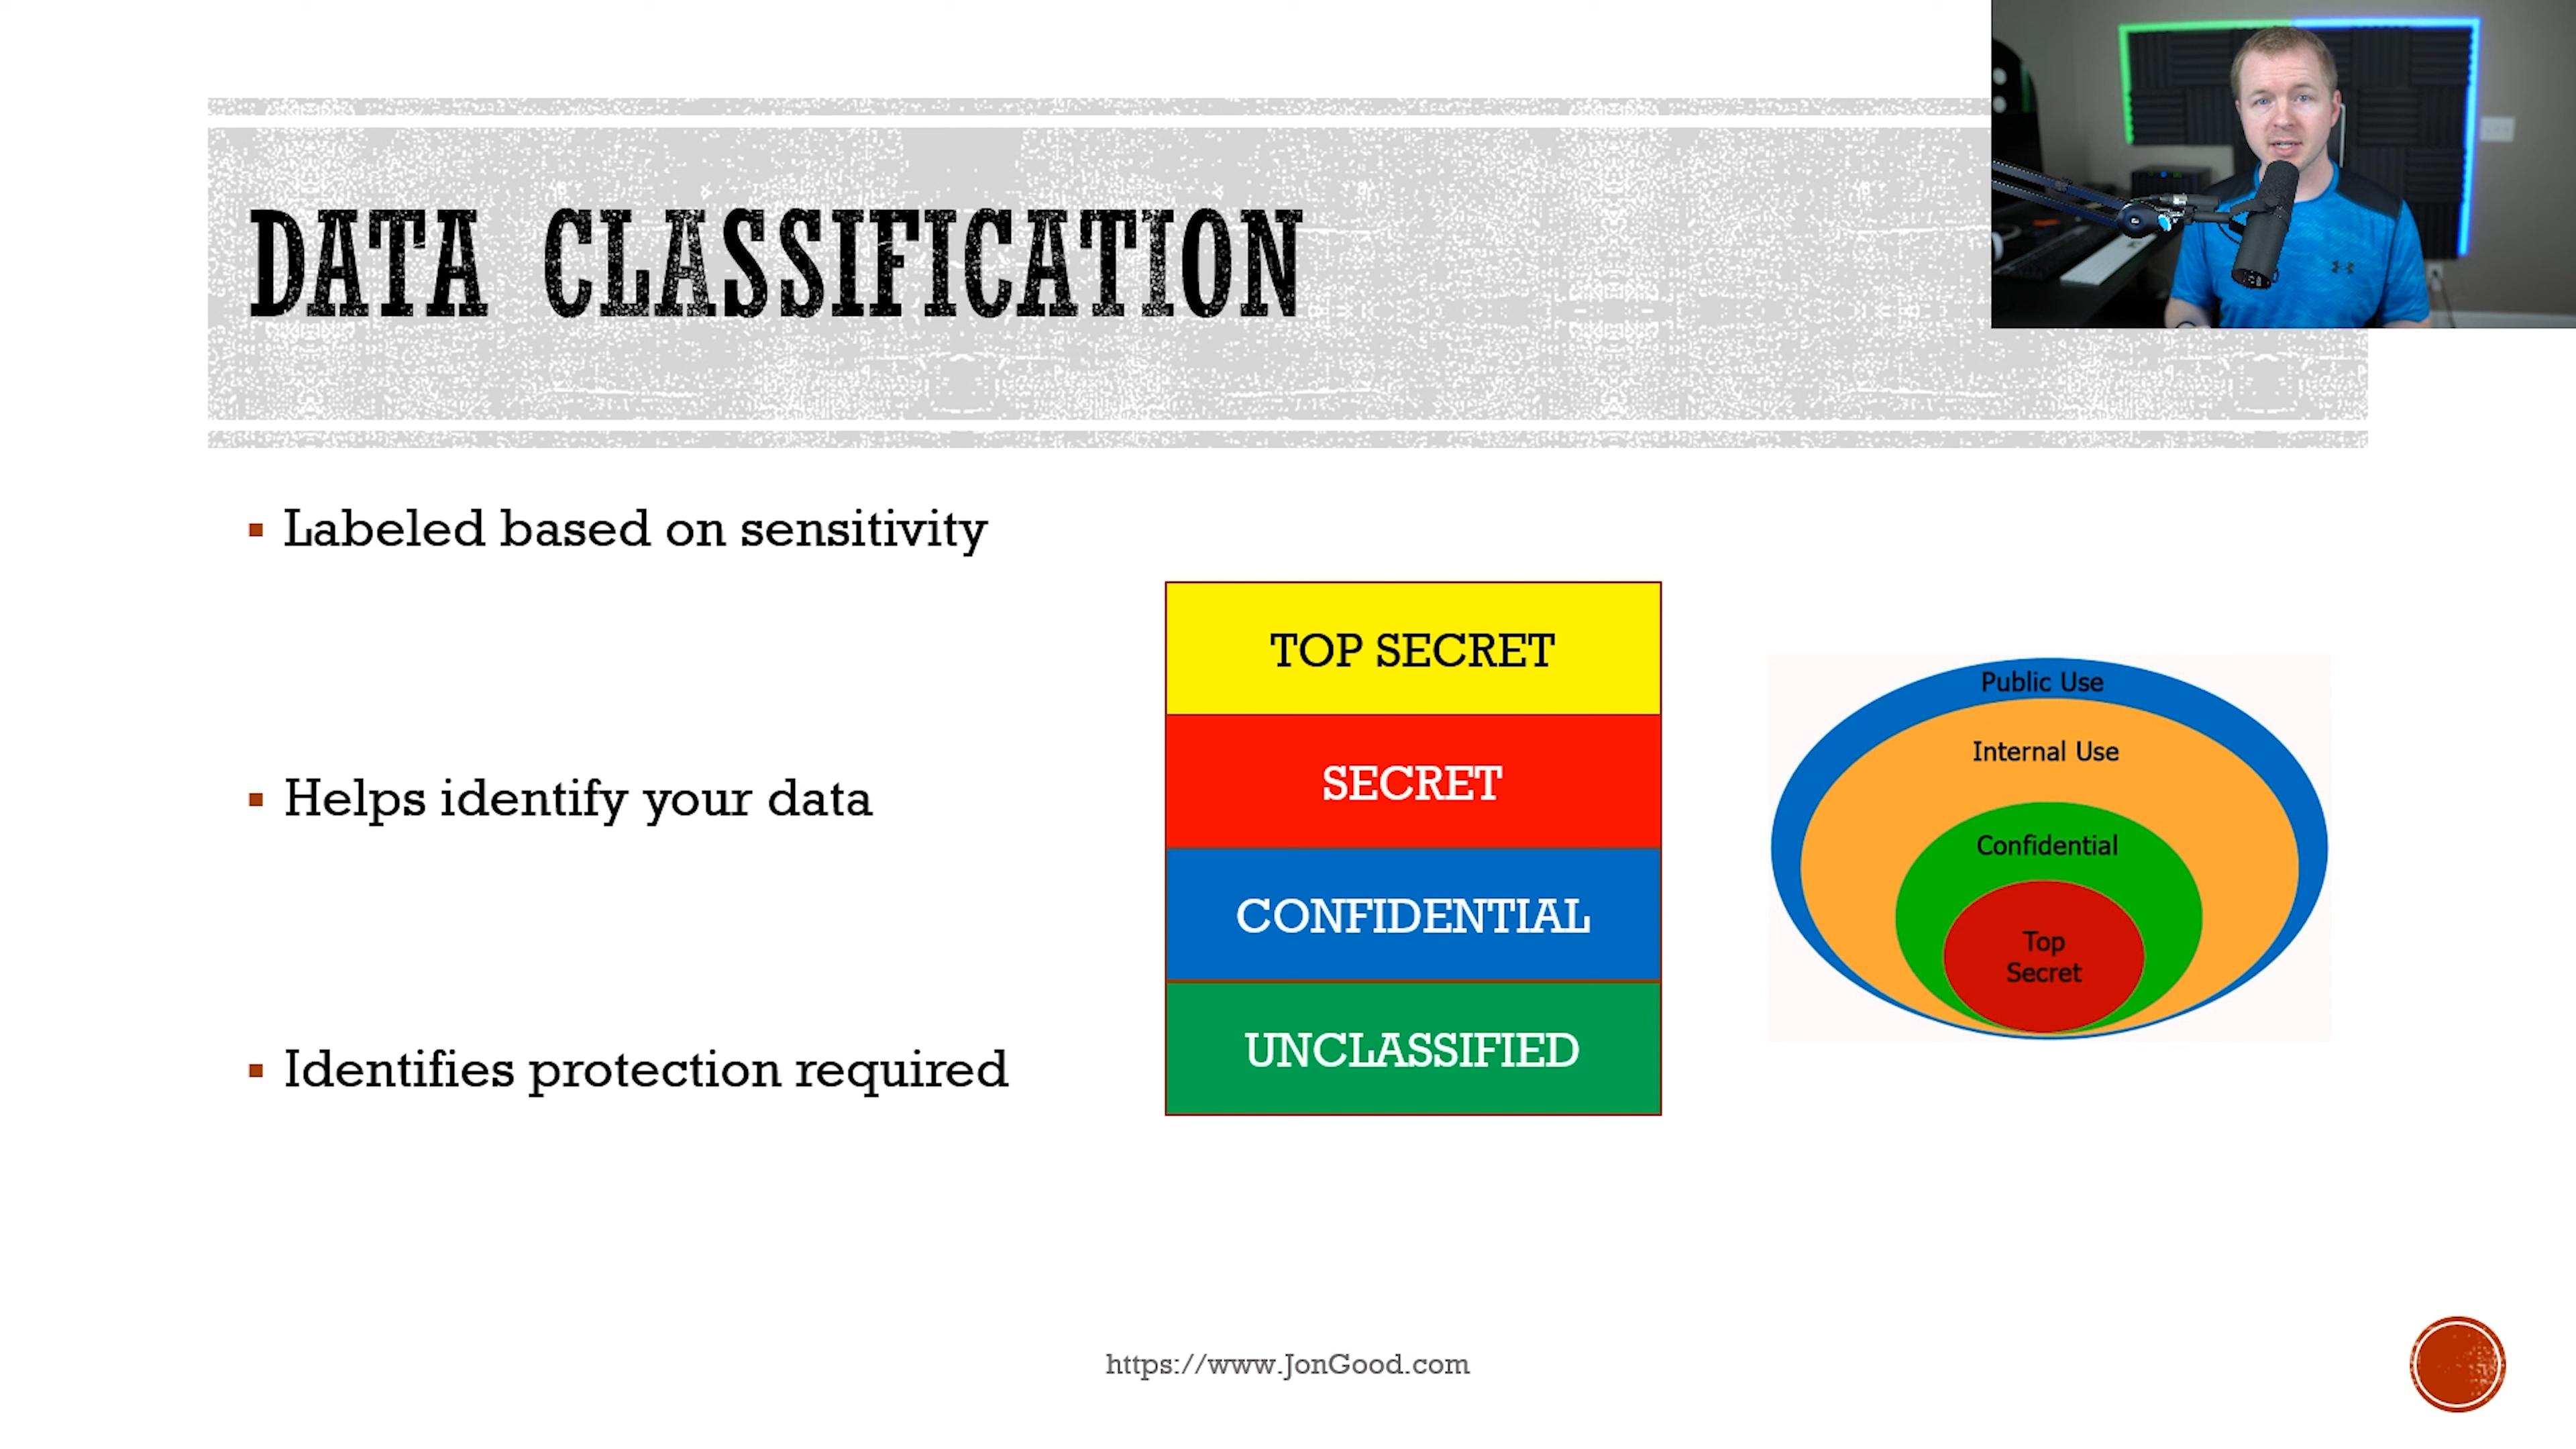 DATA CLASSIFICATION
Labeled based on sensitivity
Helps identify your data
Identifies protection required
TOP SECRET
SECRET
CONFIDENTIAL
UNCLASSIFIED
Public Use
Internal Use
Confidential
Top
Secret
https://www.JonGood.com